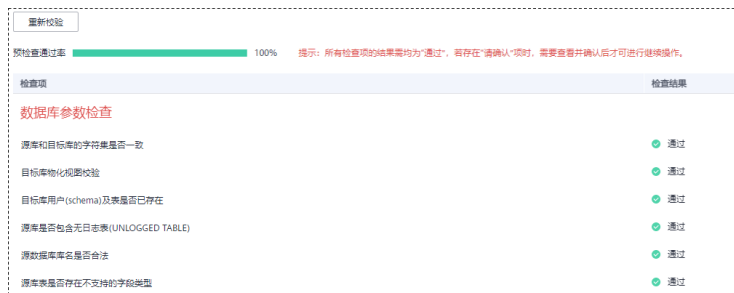 重新校验
预检查通过率 100% 提示：所有检查项的结果需均为“通过”，若存在“请确认”项时，需要查看并确认后才可进行继续操作。
检查项 检查结果
数据库参数检查
源库和目标库的字符集是否一致 通过
目标库物化视图校验 通过
目标库用户(schema)及表是否已存在 通过
源库是否包含无日志表(UNLOGGED TABLE) 通过
源数据库库名是否合法 通过
源库表是否存在不支持的字段类型 通过